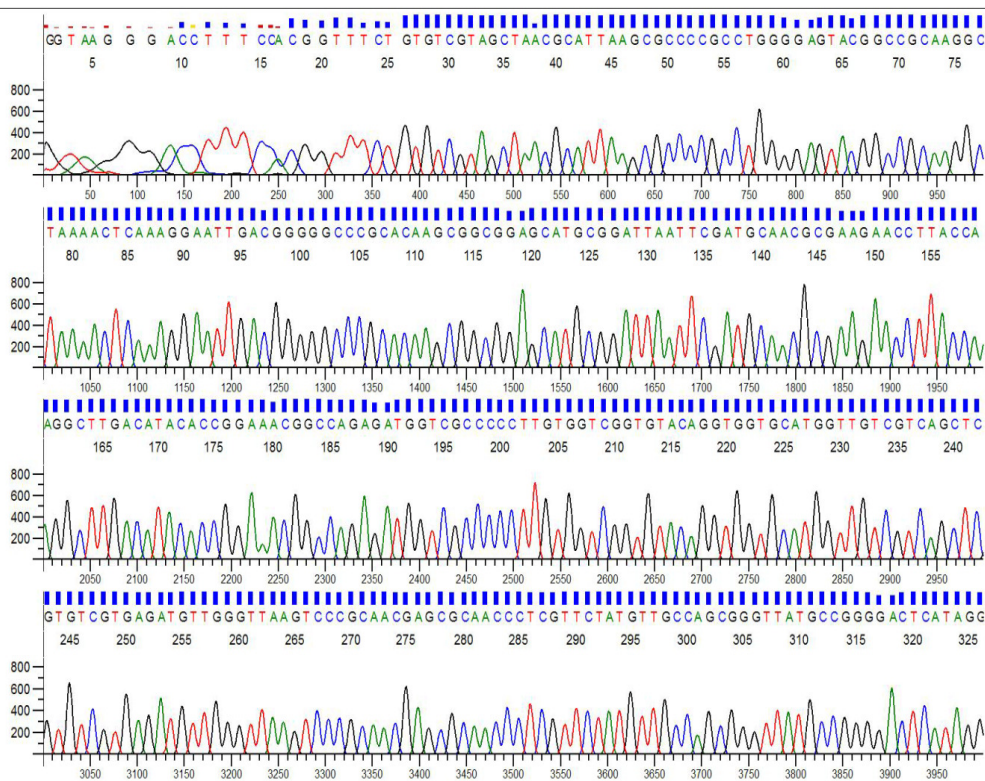 GGTAAGGGACCTTTCCACGGTTTCTGTGTCGTAGCTAACGCATTAAGCGCCCCGCCTGGGGAGTACGGCCGCAAGGC
5 10 15 20 25 30 35 40 45 50 55 60 65 70 75
800
600
400
200
50 100 150 200 250 300 350 400 450 500 550 600 650 700 750 800 850 900 950
TAAAACTCAAAGGAATTGACGGGGGCCCGCACAAGCGGCGGAGCATGCGGATTAATTCGATGCAACGCGAAGAACCTTACCA
80 85 90 95 100 105 110 115 120 125 130 135 140 145 150 155
800
600
400
200
1050 1100 1150 1200 1250 1300 1350 1400 1450 1500 1550 1600 1650 1700 1750 1800 1850 1900 1950
AGGCTTGACATACACCGGAAACGGCCAGAGATGGTCGCCCCCTTGTGGTCGGTGTACAGGTGGTGCATGGTTGTCGTCAGCTC
165 170 175 180 185 190 195 200 205 210 215 220 225 230 235 240
800
600
400
200
2050 2100 2150 2200 2250 2300 2350 2400 2450 2500 2550 2600 2650 2700 2750 2800 2850 2900 2950
GTGTCGTGAGATGTTGGGTTAAGTCCCGCAACGAGCGCAACCCTCGTTCTATGTTGCCAGCGGGTTATGCCGGGGACTCATAGG
245 250 255 260 265 270 275 280 285 290 295 300 305 310 315 320 325
800
600
400
200
3050 3100 3150 3200 3250 3300 3350 3400 3450 3500 3550 3600 3650 3700 3750 3800 3850 3900 3950